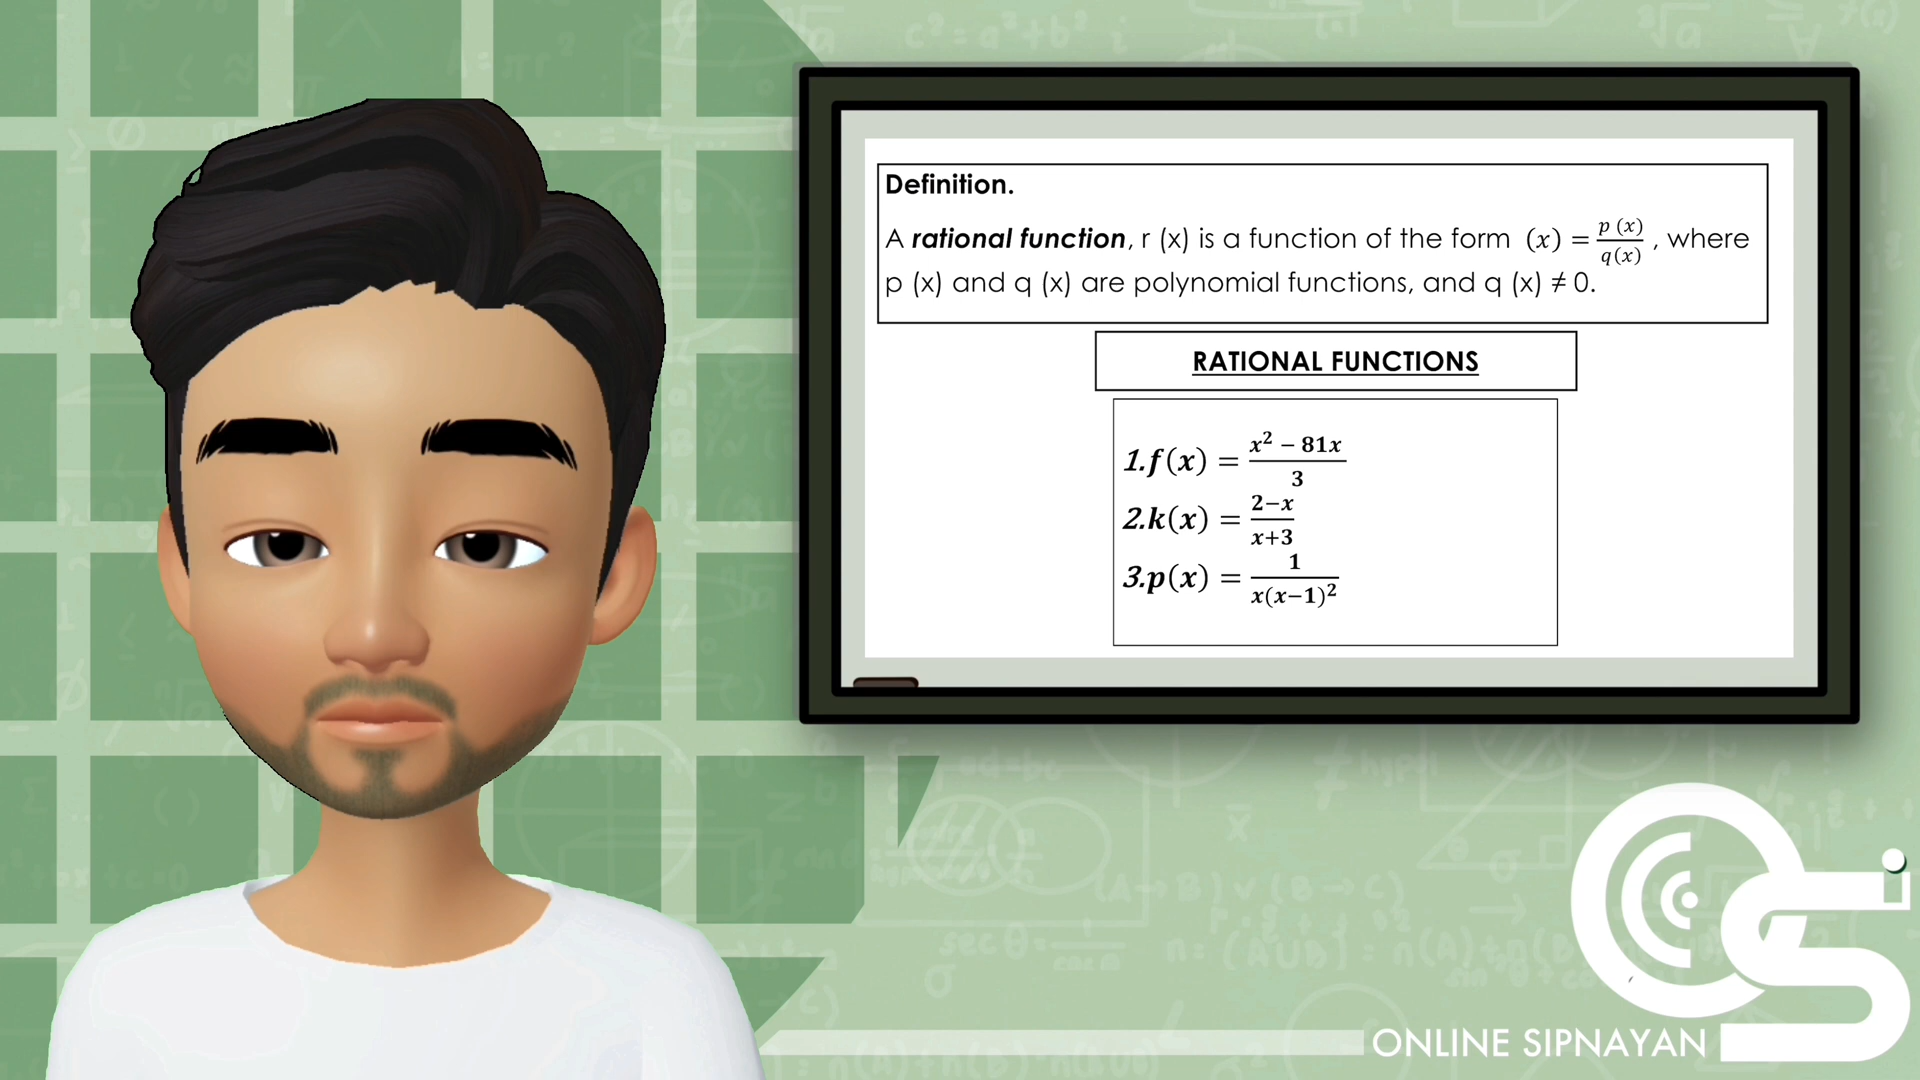 Definition.
A rational function, r (x) is a function of the form (x) = p (x)/q(x) , where
p (x) and q (x) are polynomial functions, and q (x) ≠ 0.
RATIONAL FUNCTIONS
1.f(x) = x² − 81x / 3
2.k(x) = 2−x / x+3
3.p(x) = 1 / x(x−1)²
ONLINE SIPNAYAN